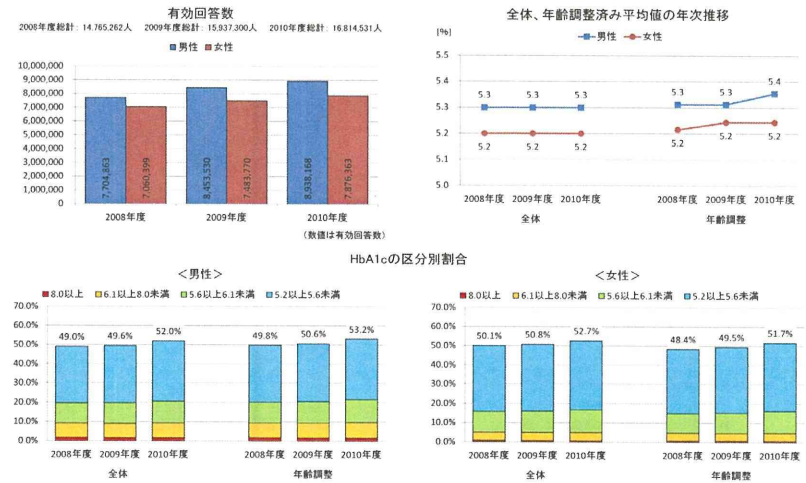 有効回答数
2008年度総計: 14,765,262人 2009年度総計: 15,937,300人 2010年度総計: 16,814,531人
男性 女性
10,000,000
9,000,000
8,000,000
7,000,000
6,000,000
5,000,000
4,000,000
3,000,000
2,000,000
1,000,000
0
7,704,863 7,060,399 8,453,530 7,483,770 8,938,168 7,876,363
2008年度 2009年度 2010年度
(数値は有効回答数)
全体、年齢調整済み平均値の年次推移
[%]
男性 女性
5.5
5.4
5.3
5.2
5.1
5.0
5.3 5.3 5.3 5.3 5.3 5.4
5.2 5.2 5.2 5.2 5.2 5.2
2008年度 2009年度 2010年度 2008年度 2009年度 2010年度
全体 年齢調整
HbA1cの区分別割合
<男性>
8.0以上 6.1以上8.0未満 5.6以上6.1未満 5.2以上5.6未満
70.0%
60.0%
50.0%
40.0%
30.0%
20.0%
10.0%
0.0%
49.0% 49.6% 52.0% 49.8% 50.6% 53.2%
2008年度 2009年度 2010年度 2008年度 2009年度 2010年度
全体 年齢調整
<女性>
8.0以上 6.1以上8.0未満 5.6以上6.1未満 5.2以上5.6未満
70.0%
60.0%
50.0%
40.0%
30.0%
20.0%
10.0%
0.0%
50.1% 50.8% 52.7% 48.4% 49.5% 51.7%
2008年度 2009年度 2010年度 2008年度 2009年度 2010年度
全体 年齢調整